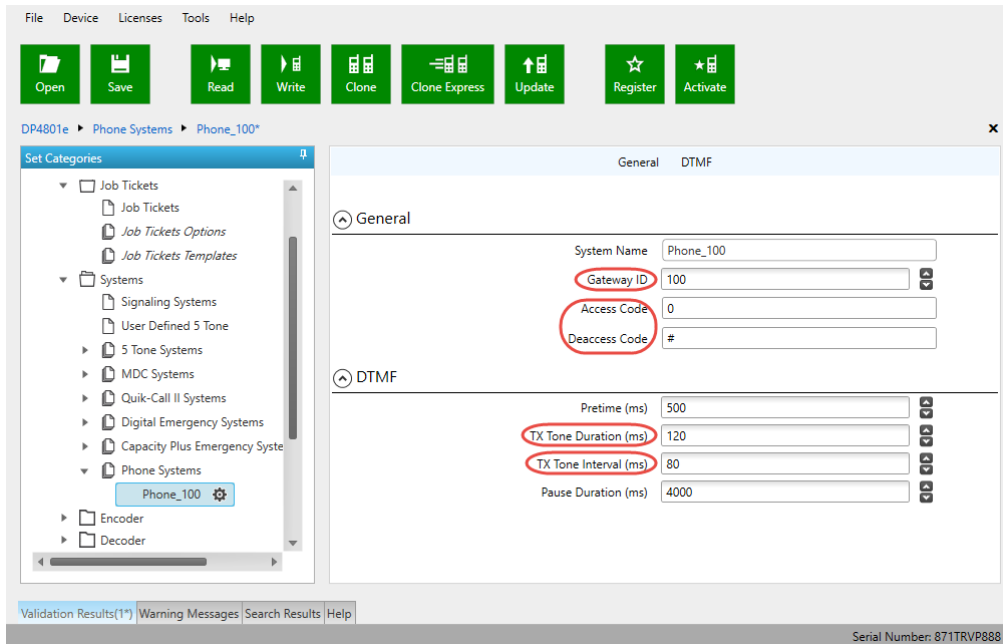 File Device Licenses Tools Help
Open Save Read Write Clone Clone Express Update Register Activate
DP4801e Phone Systems Phone_100*
Set Categories
Job Tickets
Job Tickets
Job Tickets Options
Job Tickets Templates
Systems
Signaling Systems
User Defined 5 Tone
5 Tone Systems
MDC Systems
Quik-Call II Systems
Digital Emergency Systems
Capacity Plus Emergency Syste
Phone Systems
Phone_100
Encoder
Decoder
General DTMF
General
System Name Phone_100
Gateway ID 100
Access Code 0
Deaccess Code #
DTMF
Pretime (ms) 500
TX Tone Duration (ms) 120
TX Tone Interval (ms) 80
Pause Duration (ms) 4000
Validation Results(1*) Warning Messages Search Results Help
Serial Number: 871TRVP888